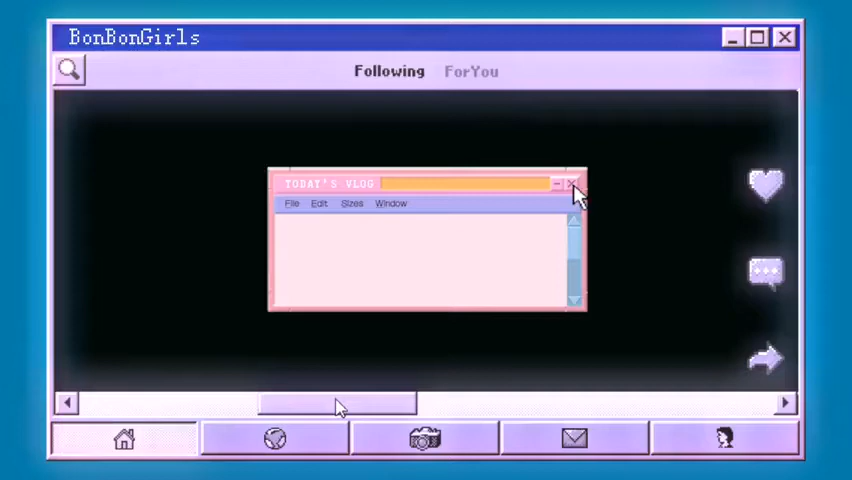 BonBonGirls
Following ForYou
TODAY'S VLOG
File Edit Sizes Window